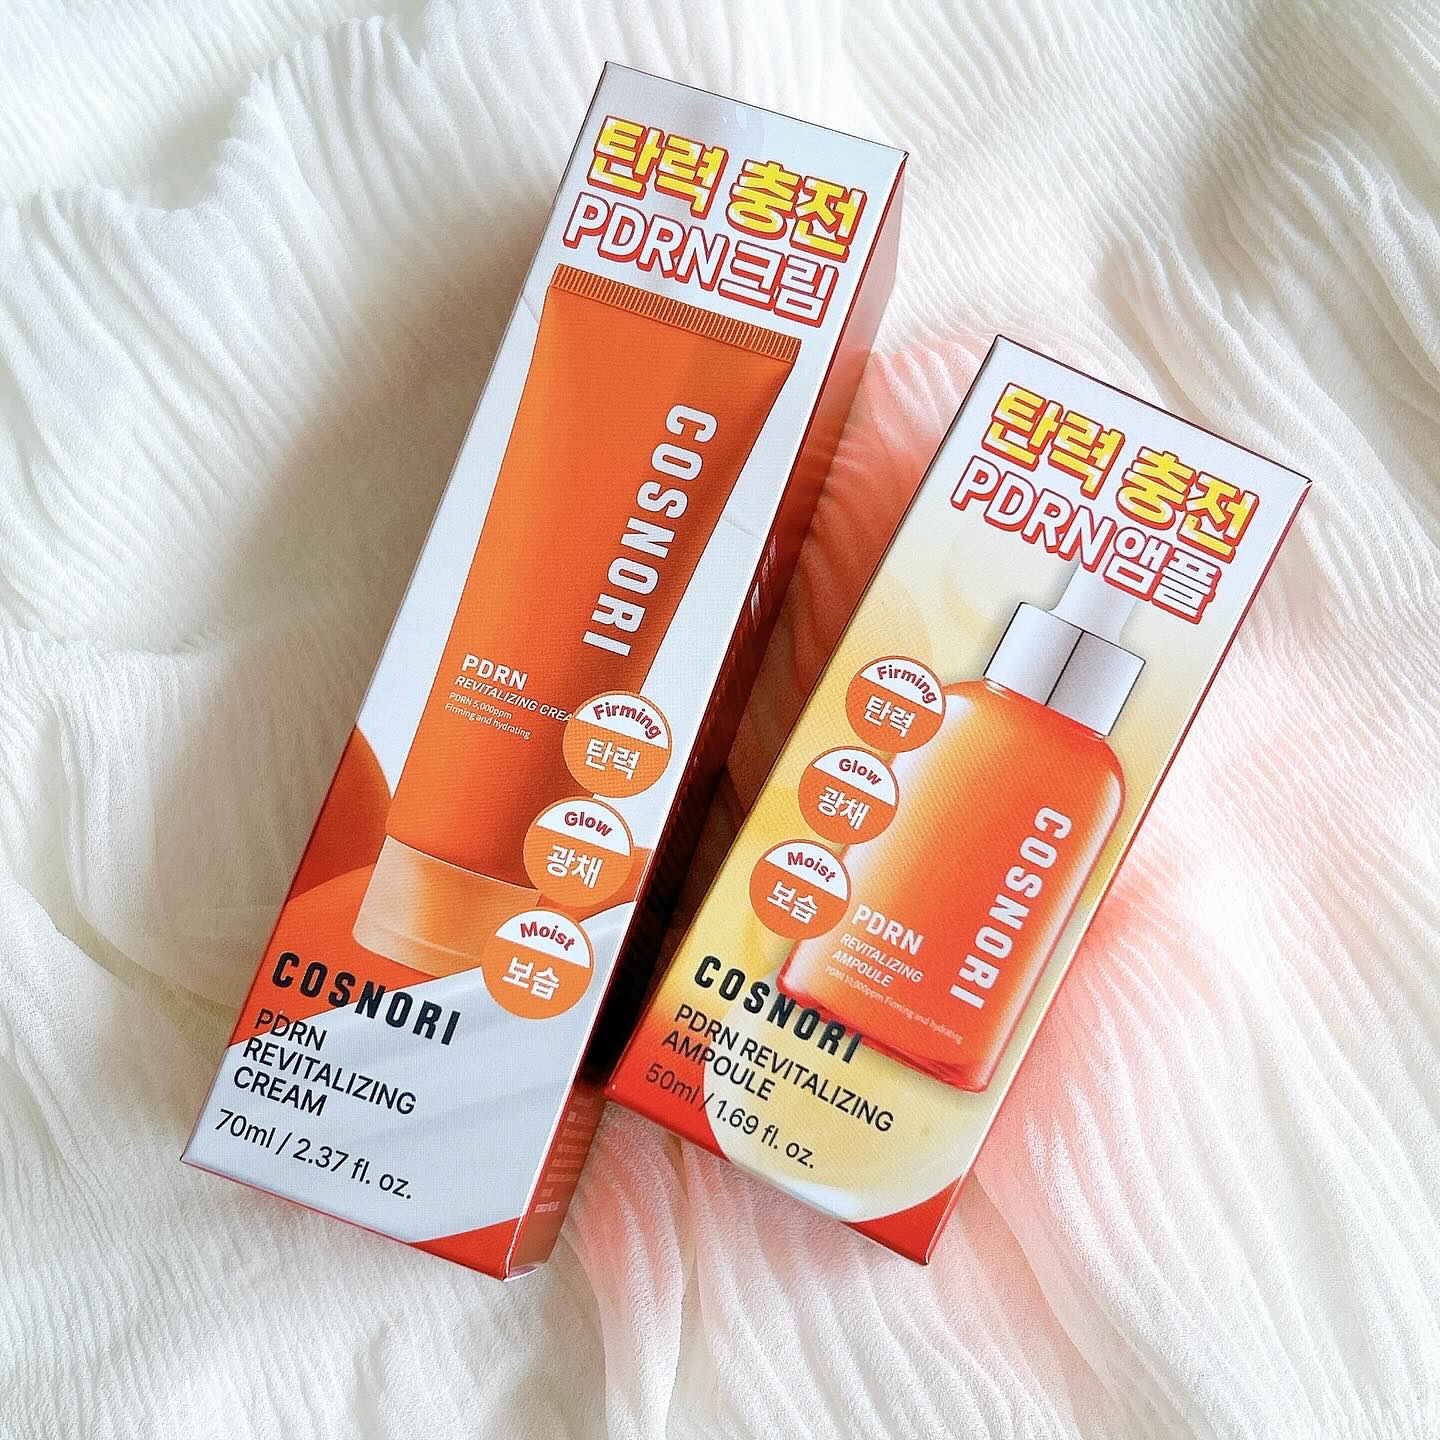 탄력 충전
PDRN크림
COSNORI
PDRN
REVITALIZING CREA
PDRN 5,000ppm
Firming and hydrating
Firming
탄력
Glow
광채
Moist
보습
COSNORI
PDRN
REVITALIZING
CREAM
70ml / 2.37 fl. oz.
탄력 충전
PDRN앰플
Firming
탄력
Glow
광채
Moist
보습
COSNORI
PDRN
REVITALIZING
AMPOULE
PDRN 10,000ppm Firming and hydrating
COSNORI
PDRN REVITALIZING
AMPOULE
50ml / 1.69 fl. oz.